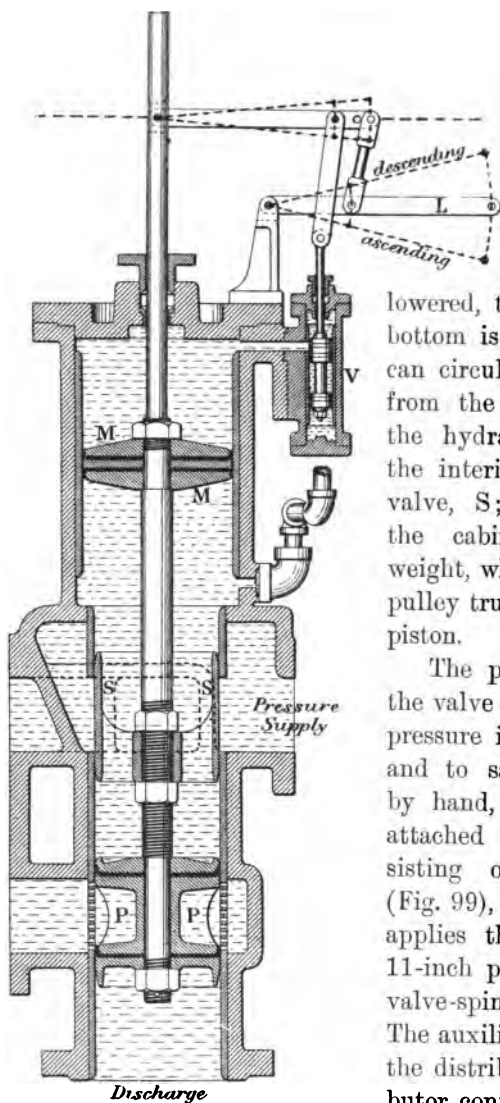 descending
L
ascending
V
M
M
S
S
Pressure
Supply
P
P
Discharge
lowered, t
bottom is
can circul
from the
the hydra
the interi
valve, S;
the cabi
weight, w
pulley tru
piston.
The p
the valve
pressure i
and to sa
by hand,
attached
sisting o
(Fig. 99),
applies th
11-inch p
valve-spin
The auxili
the distrib
butor con